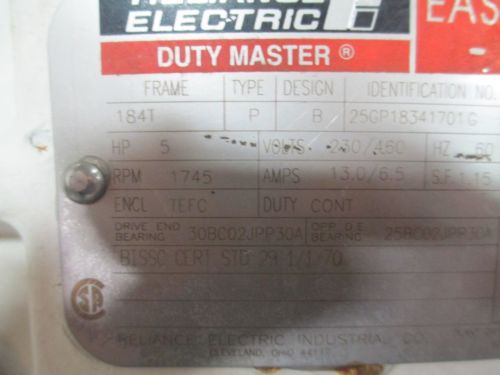 RELIANCE
ELECTRIC
EAS
DUTY MASTER ®
FRAME TYPE DESIGN IDENTIFICATION NO.
184T P B 25GP18341701G
HP 5 VOLTS 230/460 HZ 60
RPM 1745 AMPS 13.0/6.5 S.F. 1.15
ENCL TEFC DUTY CONT
DRIVE END BEARING 30BC02JPP30A OPP D.E. BEARING 25BC02JPP30A
BISSC CERT STD 29 1/1/70
RELIANCE ELECTRIC INDUSTRIAL CO.
CLEVELAND, OHIO 44117